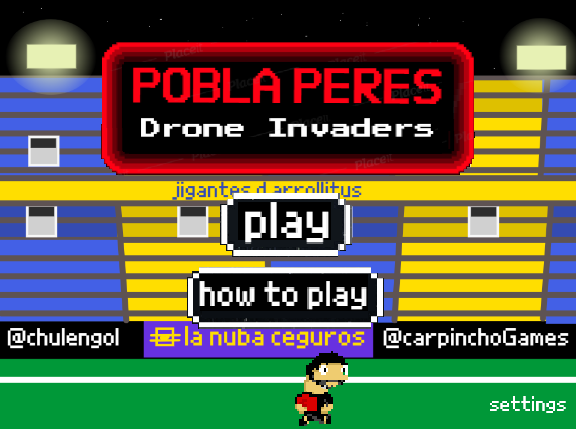 POBLA PERES
Drone Invaders
jigantes d arrollitus
play
how to play
@chulengol
la nuba ceguros
@carpinchoGames
settings